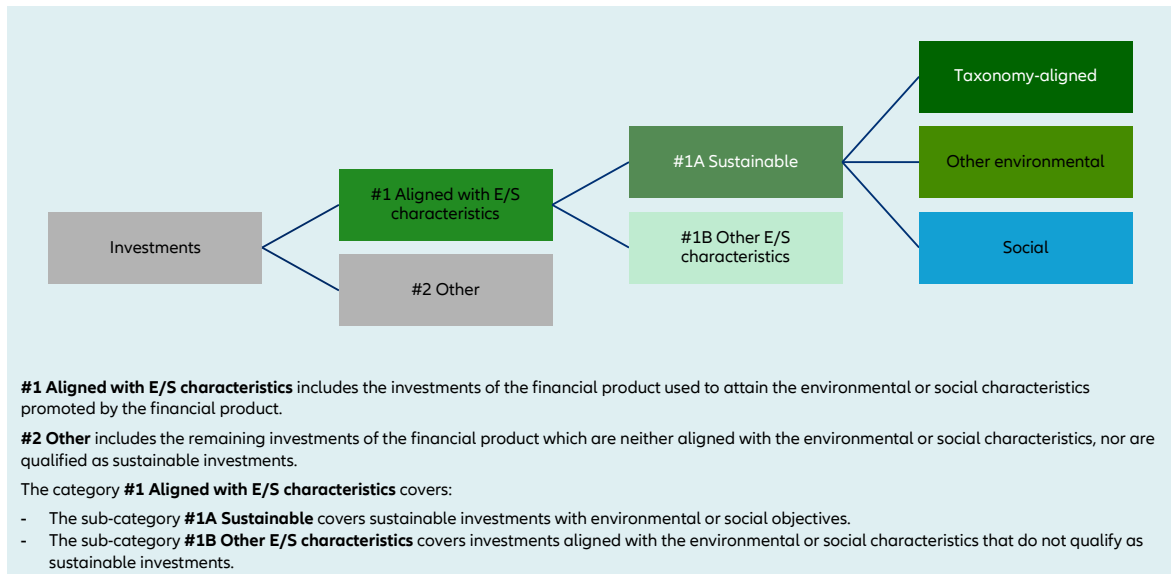 Taxonomy-aligned
#1A Sustainable
Other environmental
#1 Aligned with E/S
characteristics
Investments
#1B Other E/S
characteristics
Social
#2 Other
#1 Aligned with E/S characteristics includes the investments of the financial product used to attain the environmental or social characteristics
promoted by the financial product.
#2 Other includes the remaining investments of the financial product which are neither aligned with the environmental or social characteristics, nor are
qualified as sustainable investments.
The category #1 Aligned with E/S characteristics covers:
- The sub-category #1A Sustainable covers sustainable investments with environmental or social objectives.
- The sub-category #1B Other E/S characteristics covers investments aligned with the environmental or social characteristics that do not qualify as
sustainable investments.